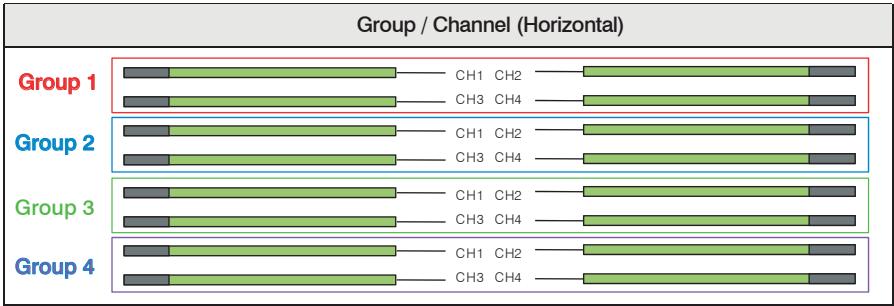 Group / Channel (Horizontal)
Group 1
CH1 CH2
CH3 CH4
Group 2
CH1 CH2
CH3 CH4
Group 3
CH1 CH2
CH3 CH4
Group 4
CH1 CH2
CH3 CH4